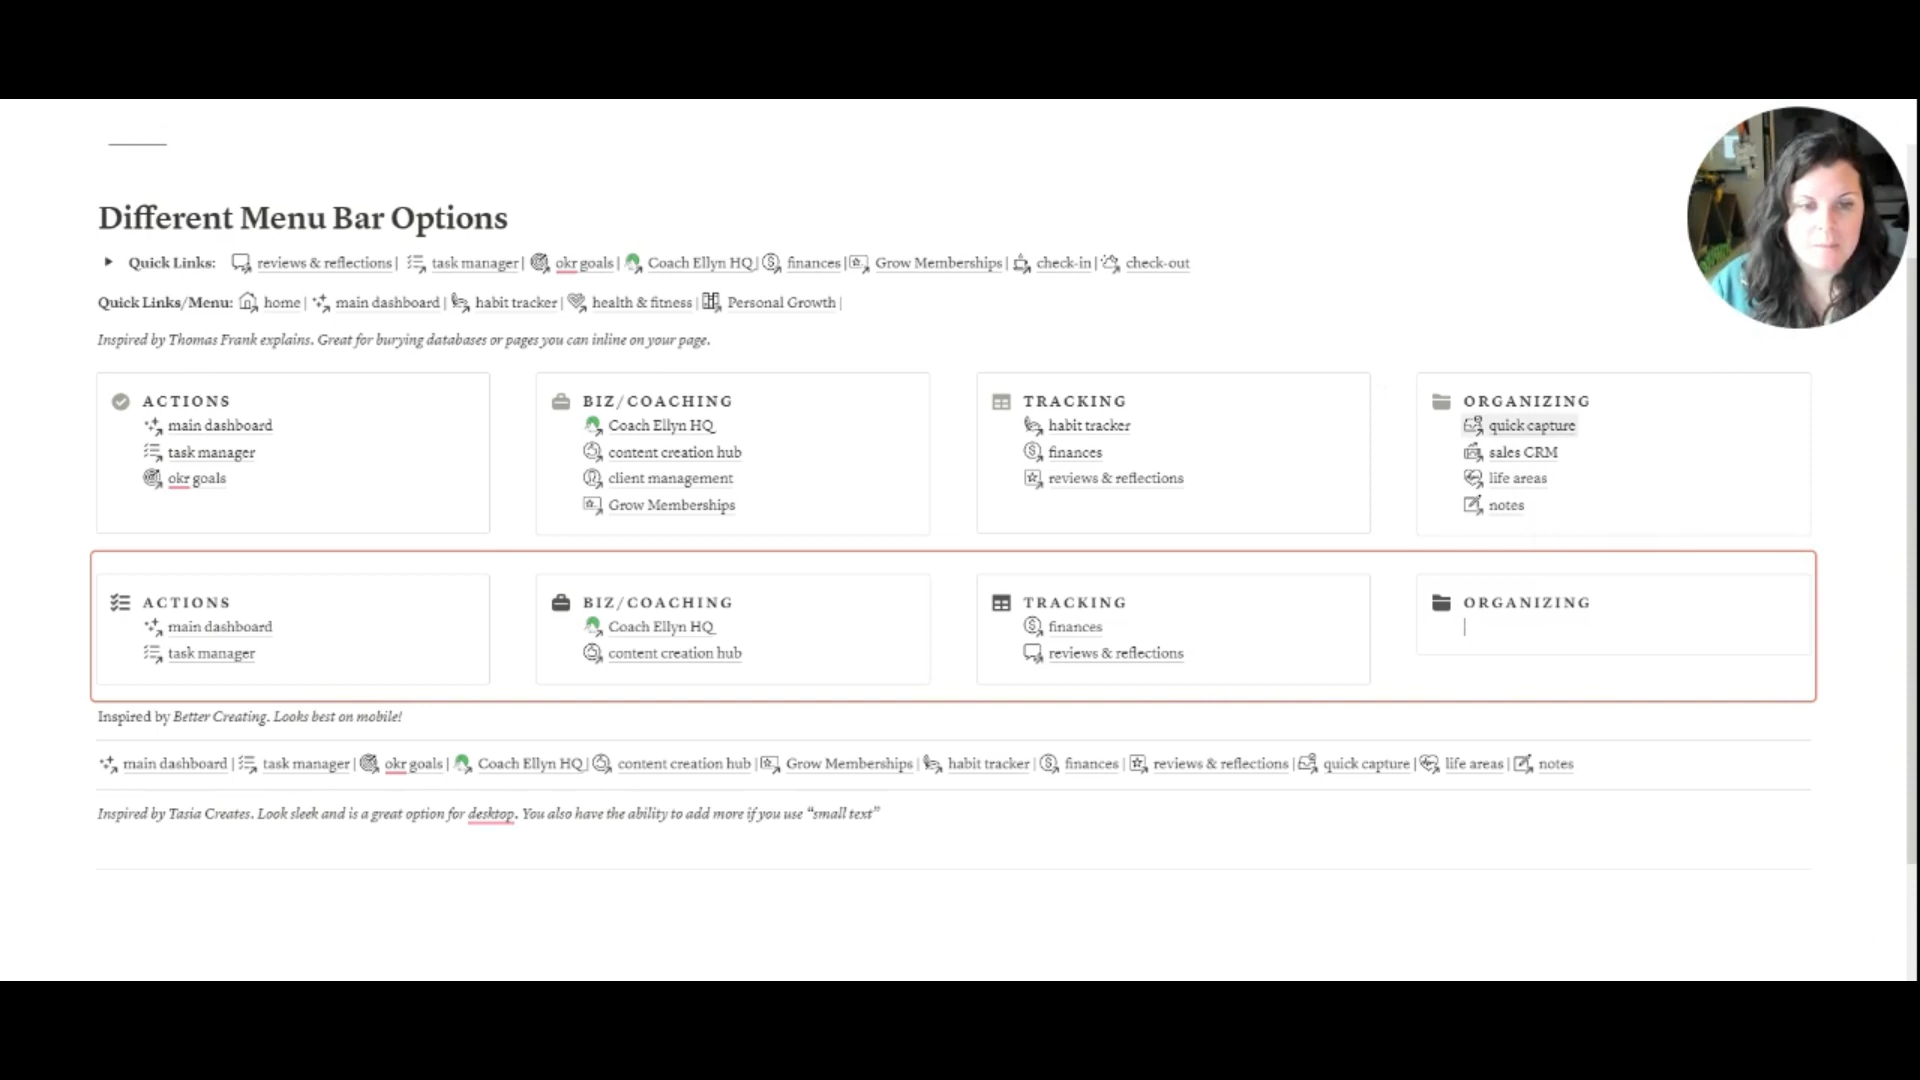 Different Menu Bar Options
Quick Links: reviews & reflections | task manager | okr goals | Coach Ellyn HQ | finances | Grow Memberships | check-in | check-out
Quick Links/Menu: home | main dashboard | habit tracker | health & fitness | Personal Growth |
Inspired by Thomas Frank explains. Great for burying databases or pages you can inline on your page.
ACTIONS
main dashboard
task manager
okr goals
BIZ/COACHING
Coach Ellyn HQ
content creation hub
client management
Grow Memberships
TRACKING
habit tracker
finances
reviews & reflections
ORGANIZING
quick capture
sales CRM
life areas
notes
ACTIONS
main dashboard
task manager
BIZ/COACHING
Coach Ellyn HQ
content creation hub
TRACKING
finances
reviews & reflections
ORGANIZING
Inspired by Better Creating. Looks best on mobile!
main dashboard | task manager | okr goals | Coach Ellyn HQ | content creation hub | Grow Memberships | habit tracker | finances | reviews & reflections | quick capture | life areas | notes
Inspired by Tasia Creates. Look sleek and is a great option for desktop. You also have the ability to add more if you use “small text”